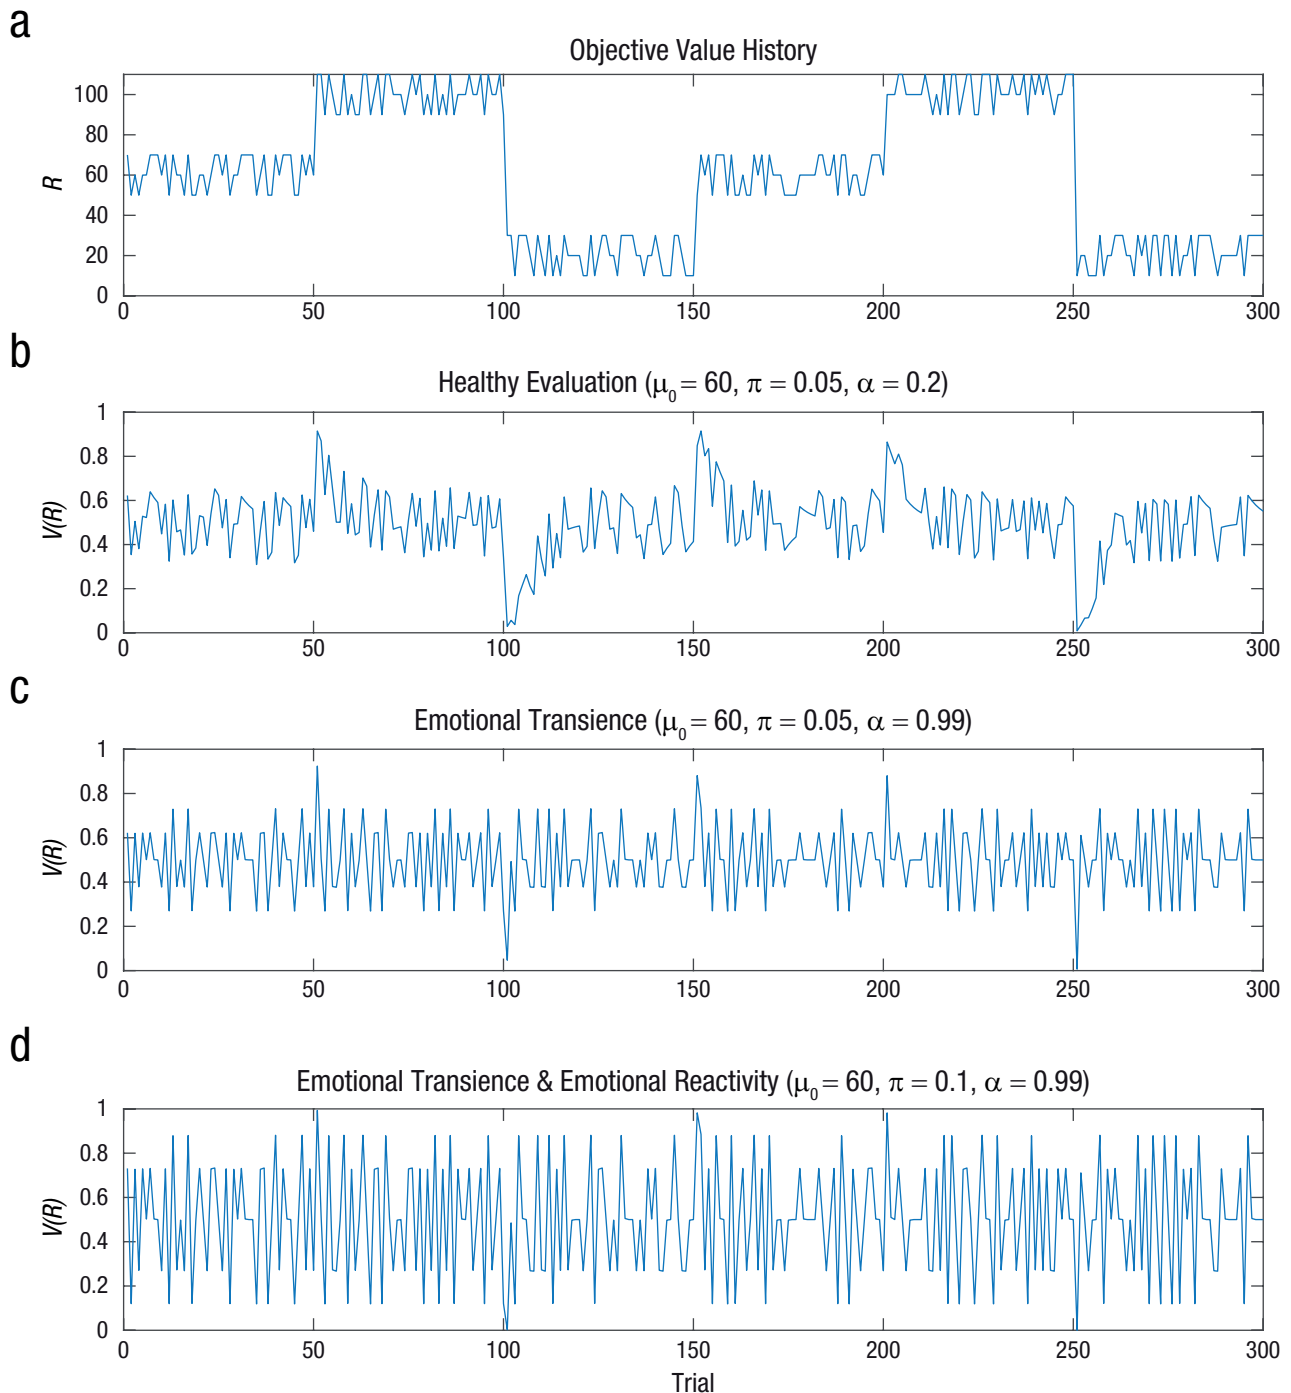 a
Objective Value History
R
100
80
60
40
20
0
0 50 100 150 200 250 300
b
Healthy Evaluation (μ0 = 60, π = 0.05, α = 0.2)
V(R)
1
0.8
0.6
0.4
0.2
0
0 50 100 150 200 250 300
c
Emotional Transience (μ0 = 60, π = 0.05, α = 0.99)
V(R)
1
0.8
0.6
0.4
0.2
0
0 50 100 150 200 250 300
d
Emotional Transience & Emotional Reactivity (μ0 = 60, π = 0.1, α = 0.99)
V(R)
1
0.8
0.6
0.4
0.2
0
0 50 100 150 200 250 300
Trial